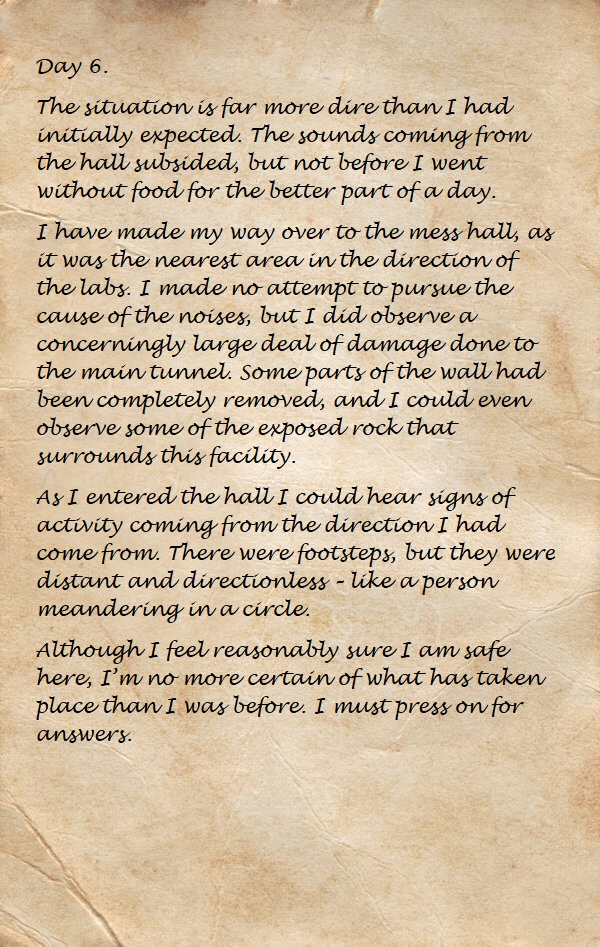 Day 6.
The situation is far more dire than I had
initially expected. The sounds coming from
the hall subsided, but not before I went
without food for the better part of a day.
I have made my way over to the mess hall, as
it was the nearest area in the direction of
the labs. I made no attempt to pursue the
cause of the noises, but I did observe a
concerningly large deal of damage done to
the main tunnel. Some parts of the wall had
been completely removed, and I could even
observe some of the exposed rock that
surrounds this facility.
As I entered the hall I could hear signs of
activity coming from the direction I had
come from. There were footsteps, but they were
distant and directionless – like a person
meandering in a circle.
Although I feel reasonably sure I am safe
here, I’m no more certain of what has taken
place than I was before. I must press on for
answers.